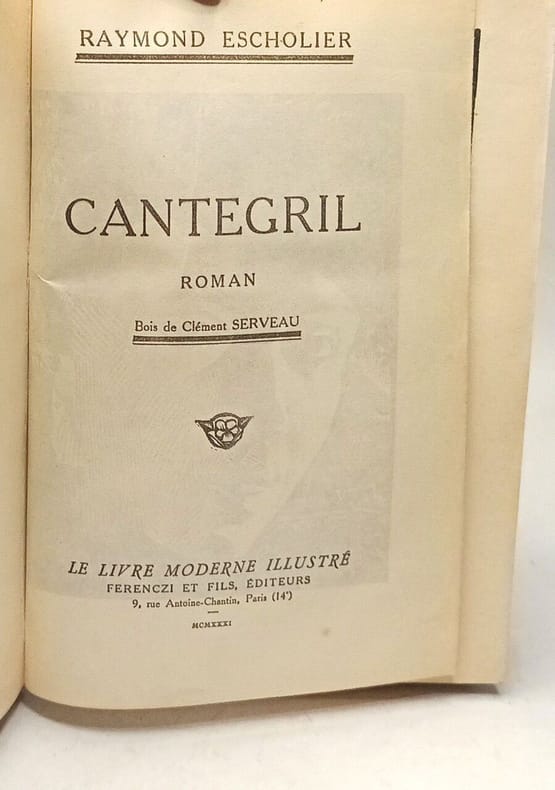 RAYMOND ESCHOLIER
CANTEGRIL
ROMAN
Bois de Clément SERVEAU
LE LIVRE MODERNE ILLUSTRÉ
FERENCZI ET FILS, ÉDITEURS
9, rue Antoine-Chantin, Paris (14ᵉ)
MCMXXXI